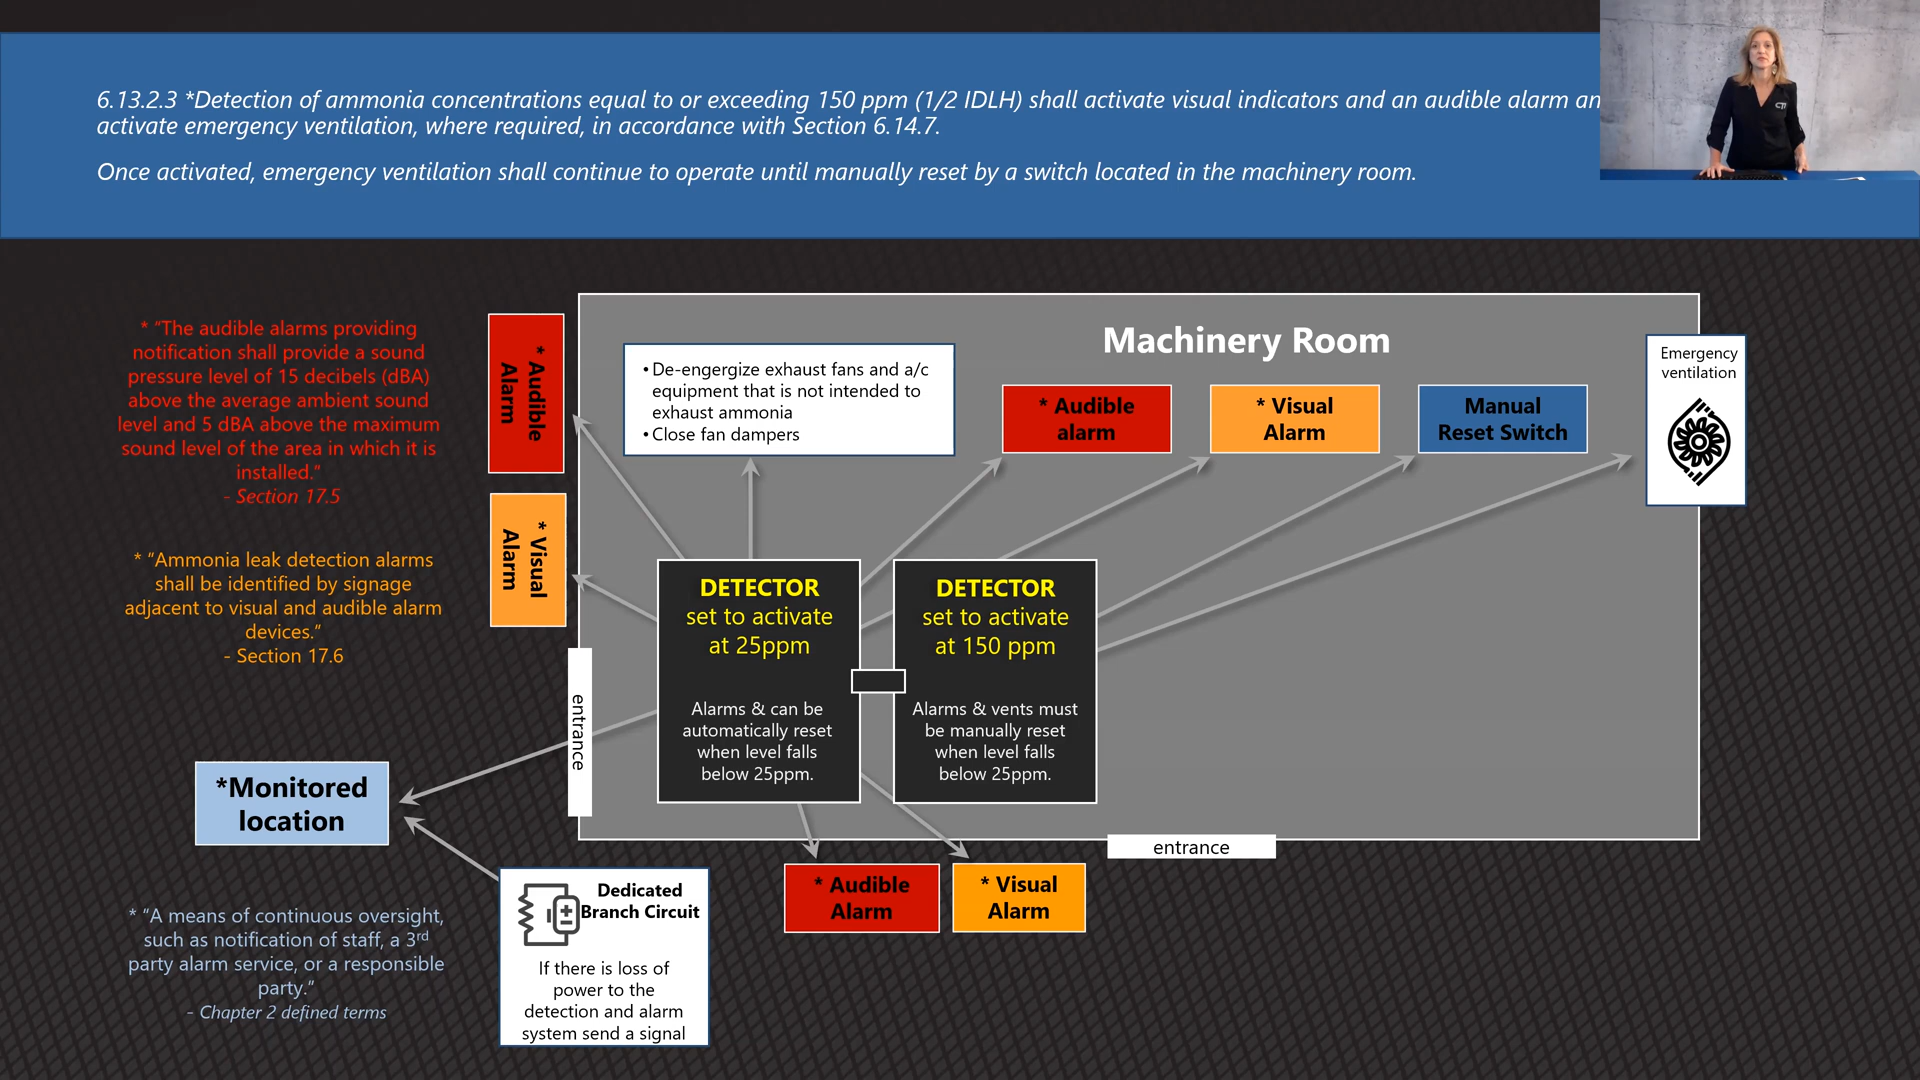 6.13.2.3 *Detection of ammonia concentrations equal to or exceeding 150 ppm (1/2 IDLH) shall activate visual indicators and an audible alarm an
activate emergency ventilation, where required, in accordance with Section 6.14.7.
Once activated, emergency ventilation shall continue to operate until manually reset by a switch located in the machinery room.
CTI
* “The audible alarms providing
notification shall provide a sound
pressure level of 15 decibels (dBA)
above the average ambient sound
level and 5 dBA above the maximum
sound level of the area in which it is
installed.”
- Section 17.5
* “Ammonia leak detection alarms
shall be identified by signage
adjacent to visual and audible alarm
devices.”
- Section 17.6
*Monitored
location
* “A means of continuous oversight,
such as notification of staff, a 3rd
party alarm service, or a responsible
party.”
- Chapter 2 defined terms
* Audible
Alarm
* Visual
Alarm
entrance
• De-engergize exhaust fans and a/c
equipment that is not intended to
exhaust ammonia
• Close fan dampers
Machinery Room
* Audible
alarm
* Visual
Alarm
Manual
Reset Switch
Emergency
ventilation
DETECTOR
set to activate
at 25ppm
Alarms & can be
automatically reset
when level falls
below 25ppm.
DETECTOR
set to activate
at 150 ppm
Alarms & vents must
be manually reset
when level falls
below 25ppm.
entrance
* Audible
Alarm
* Visual
Alarm
Dedicated
Branch Circuit
If there is loss of
power to the
detection and alarm
system send a signal